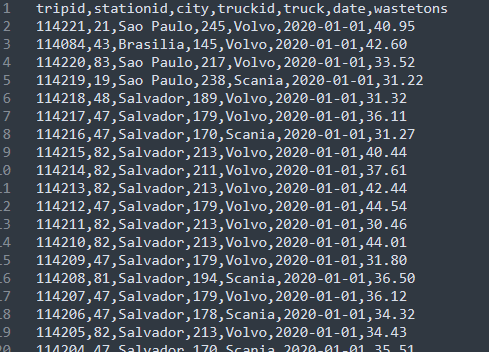 1 tripid,stationid,city,truckid,truck,date,wastetons
2 114221,21,Sao Paulo,245,Volvo,2020-01-01,40.95
3 114084,43,Brasilia,145,Volvo,2020-01-01,42.60
4 114220,83,Sao Paulo,217,Volvo,2020-01-01,33.52
5 114219,19,Sao Paulo,238,Scania,2020-01-01,31.22
6 114218,48,Salvador,189,Volvo,2020-01-01,31.32
7 114217,47,Salvador,179,Volvo,2020-01-01,36.11
8 114216,47,Salvador,170,Scania,2020-01-01,31.27
9 114215,82,Salvador,213,Volvo,2020-01-01,40.44
10 114214,82,Salvador,211,Volvo,2020-01-01,37.61
11 114213,82,Salvador,213,Volvo,2020-01-01,42.44
12 114212,47,Salvador,179,Volvo,2020-01-01,44.54
13 114211,82,Salvador,213,Volvo,2020-01-01,30.46
14 114210,82,Salvador,213,Volvo,2020-01-01,44.01
15 114209,47,Salvador,179,Volvo,2020-01-01,31.80
16 114208,81,Salvador,194,Scania,2020-01-01,36.50
17 114207,47,Salvador,179,Volvo,2020-01-01,36.12
18 114206,47,Salvador,178,Scania,2020-01-01,34.32
19 114205,82,Salvador,213,Volvo,2020-01-01,34.43
20 114204,47,Salvador,170,Scania,2020-01-01,35.51